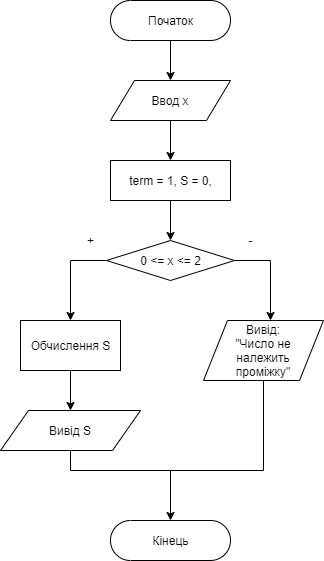 Початок
Ввод x
term = 1, S = 0,
0 <= x <= 2
+
-
Обчислення S
Вивід:
"Число не
належить
проміжку"
Вивід S
Кінець